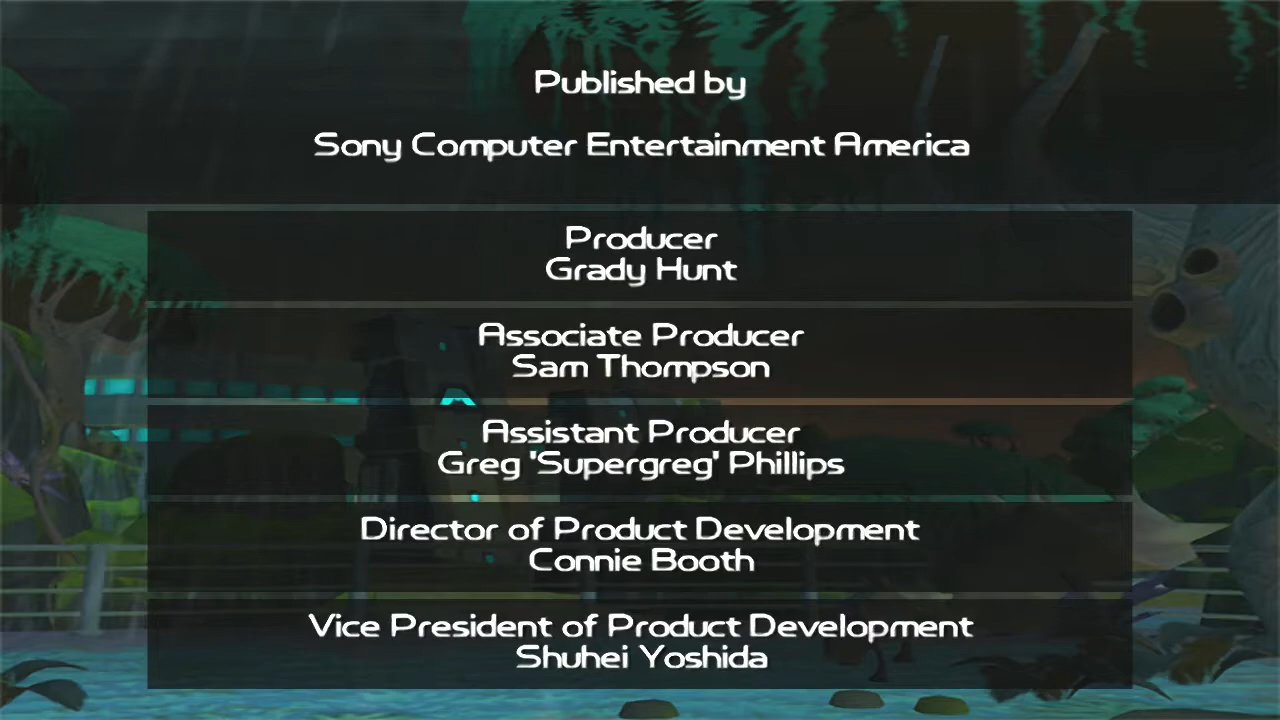 Published by
Sony Computer Entertainment America
Producer
Grady Hunt
Associate Producer
Sam Thompson
Assistant Producer
Greg 'Supergreg' Phillips
Director of Product Development
Connie Booth
Vice President of Product Development
Shuhei Yoshida